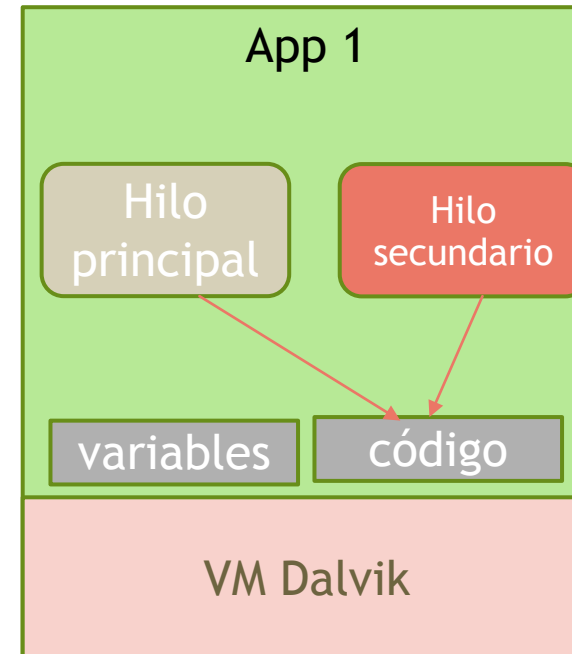 App 1
Hilo
principal
Hilo
secundario
variables
código
VM Dalvik